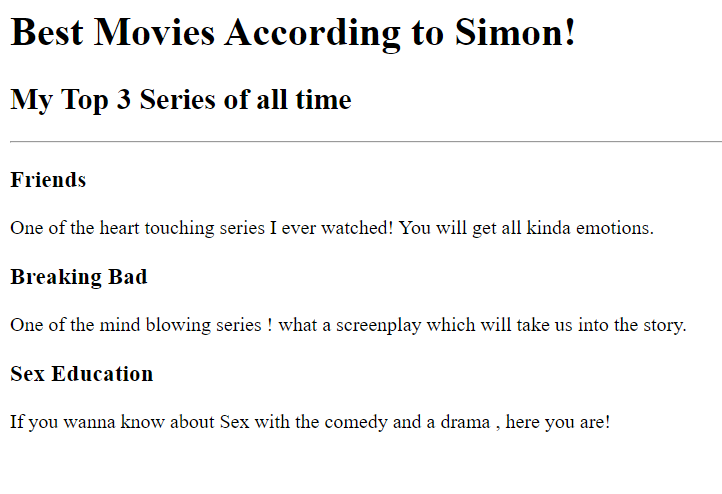 Best Movies According to Simon!
My Top 3 Series of all time
Friends
One of the heart touching series I ever watched! You will get all kinda emotions.
Breaking Bad
One of the mind blowing series ! what a screenplay which will take us into the story.
Sex Education
If you wanna know about Sex with the comedy and a drama , here you are!